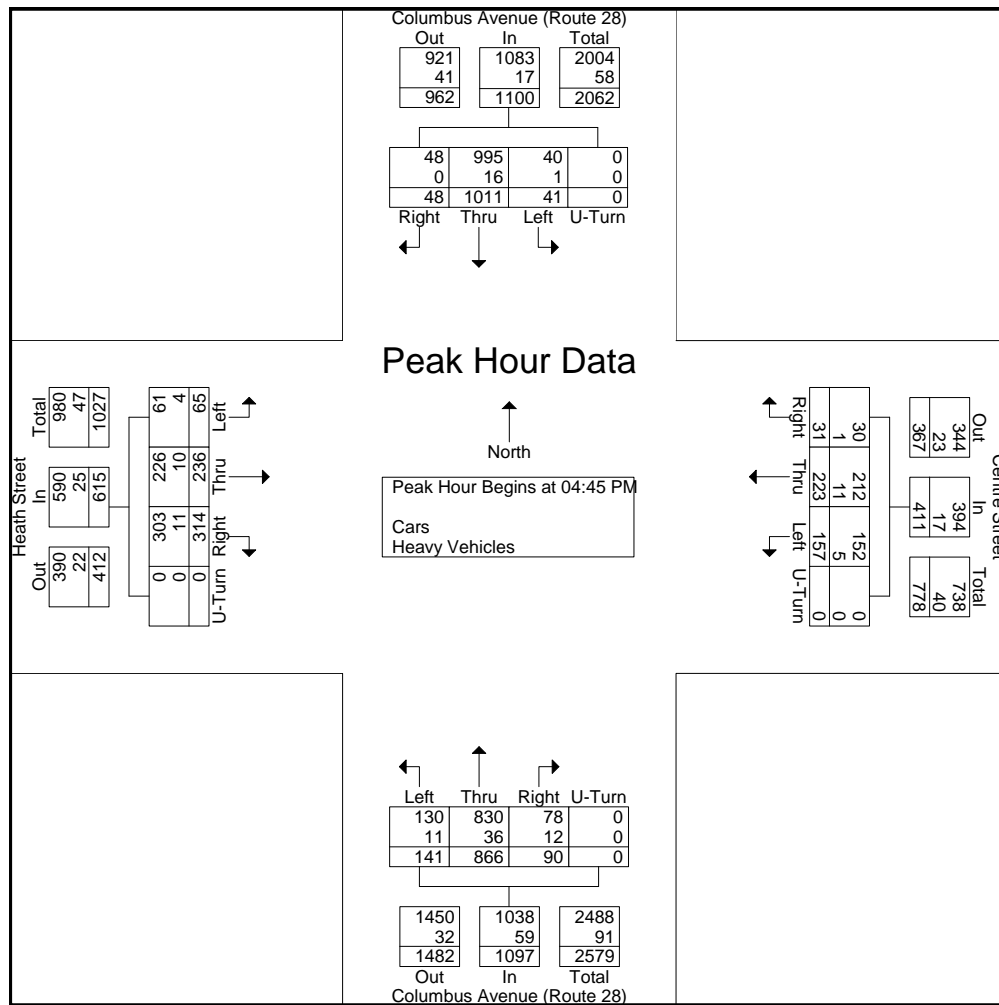 Columbus Avenue (Route 28)
Out In Total
921 1083 2004
41 17 58
962 1100 2062
48 995 40 0
0 16 1 0
48 1011 41 0
Right Thru Left U-Turn
Peak Hour Data
North
Peak Hour Begins at 04:45 PM
Cars
Heavy Vehicles
Heath Street
Out In Total
390 590 980
22 25 47
412 615 1027
0 303 226 61
0 11 10 4
0 314 236 65
U-Turn Right Thru Left
Centre Street
Out In Total
344 394 738
23 17 40
367 411 778
30 212 152 0
1 11 5 0
31 223 157 0
Right Thru Left U-Turn
Left Thru Right U-Turn
130 830 78 0
11 36 12 0
141 866 90 0
1450 1038 2488
32 59 91
1482 1097 2579
Out In Total
Columbus Avenue (Route 28)